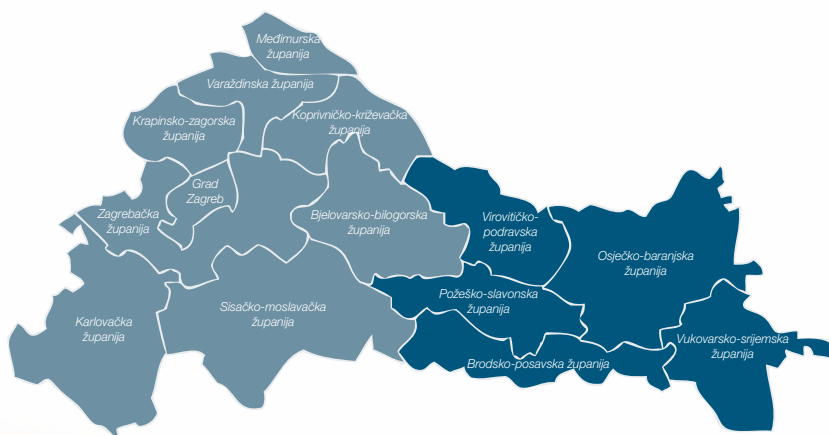 Međimurska
županija
Varaždinska županija
Krapinsko-zagorska
županija
Koprivničko-križevačka
županija
Grad
Zagreb
Zagrebačka
županija
Bjelovarsko-bilogorska
županija
Virovitičko-
podravska
županija
Osječko-baranjska
županija
Požeško-slavonska
županija
Sisačko-moslavačka
županija
Karlovačka
županija
Vukovarsko-srijemska
županija
Brodsko-posavska županija